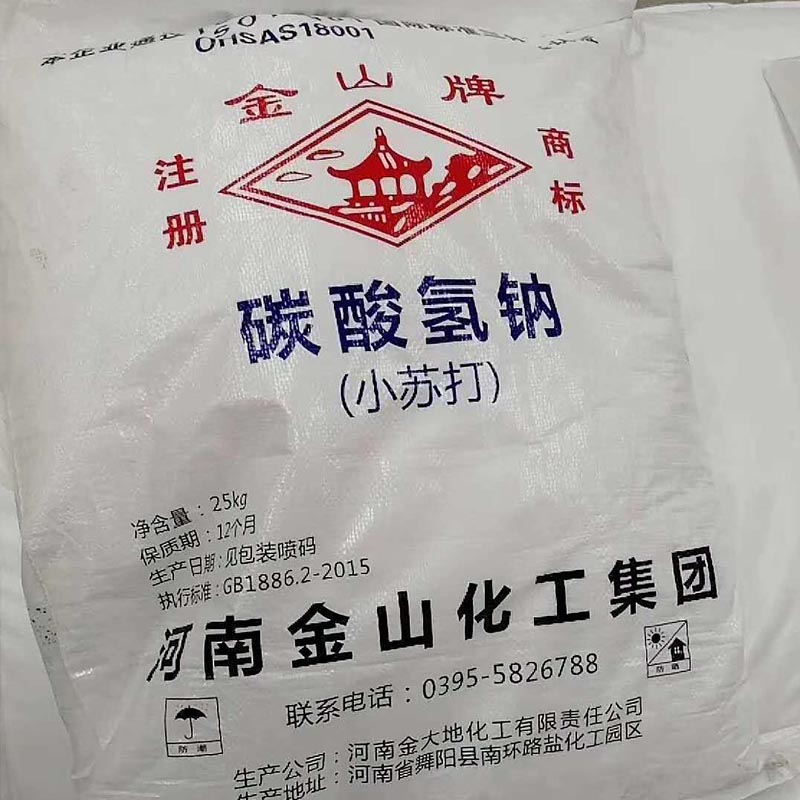 本企业通过
OHSAS18001
金山牌
注册
商标
碳酸氢钠
(小苏打)
净含量:25kg
保质期:12个月
生产日期:见包装喷码
执行标准:GB1886.2-2015
河南金山化工集团
防晒
联系电话:0395-5826788
防潮
生产公司:河南金大地化工有限责任公司
生产地址:河南省舞阳县南环路盐化工园区